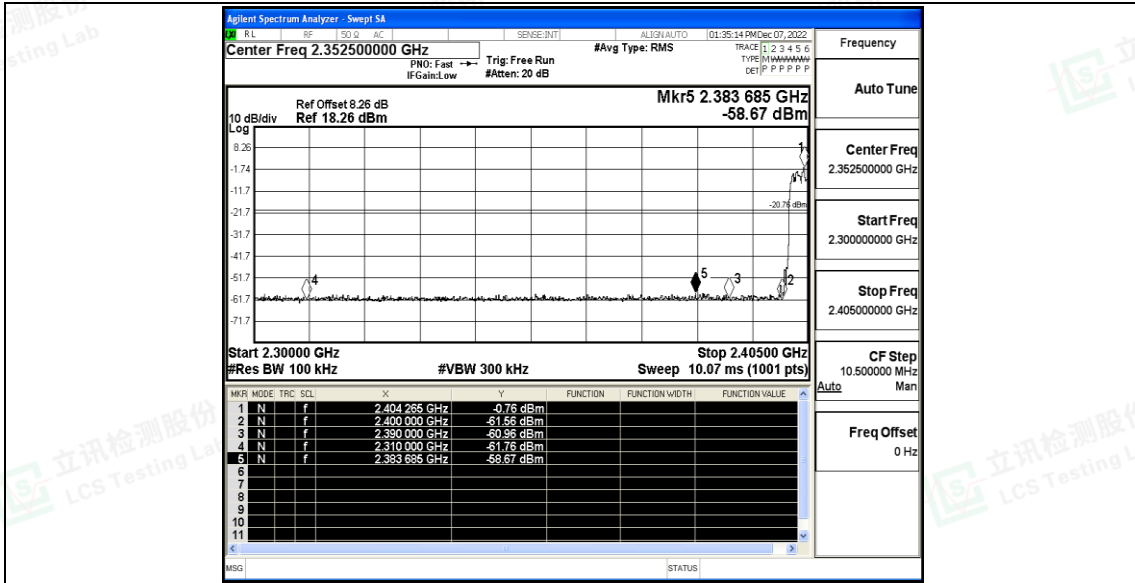 Agilent Spectrum Analyzer - Swept SA
LXI RL RF 50 Ω AC SENSE:INT ALIGN AUTO 01:35:14 PM Dec 07, 2022
Center Freq 2.352500000 GHz
PNO: Fast
IFGain:Low
Trig: Free Run
#Atten: 20 dB
#Avg Type: RMS
TRACE 1 2 3 4 5 6
TYPE M WWWWW
DET P P P P P P
Ref Offset 8.26 dB
10 dB/div Ref 18.26 dBm
Log
Mkr5 2.383 685 GHz
-58.67 dBm
8.26
-1.74
-11.7
-21.7
-31.7
-41.7
-51.7
-61.7
-71.7
-20.76 dBm
1
2
3
4
5
Start 2.30000 GHz Stop 2.40500 GHz
#Res BW 100 kHz #VBW 300 kHz Sweep 10.07 ms (1001 pts)
MKR MODE TRC SCL X Y FUNCTION FUNCTION WIDTH FUNCTION VALUE
1 N f 2.404 265 GHz -0.76 dBm
2 N f 2.400 000 GHz -61.56 dBm
3 N f 2.390 000 GHz -60.96 dBm
4 N f 2.310 000 GHz -61.76 dBm
5 N f 2.383 685 GHz -58.67 dBm
6
7
8
9
10
11
MSG STATUS
Frequency
Auto Tune
Center Freq
2.352500000 GHz
Start Freq
2.300000000 GHz
Stop Freq
2.405000000 GHz
CF Step
10.500000 MHz
Auto Man
Freq Offset
0 Hz
立讯检测股份
LCS Testing Lab
立讯检测股份
LCS Testing L